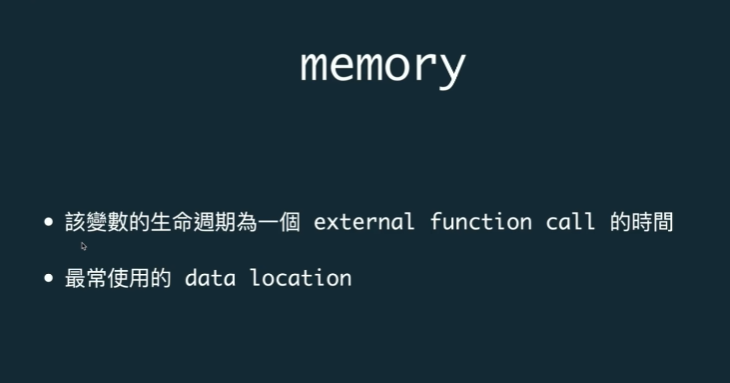 memory
• 該變數的生命週期為一個 external function call 的時間
• 最常使用的 data location